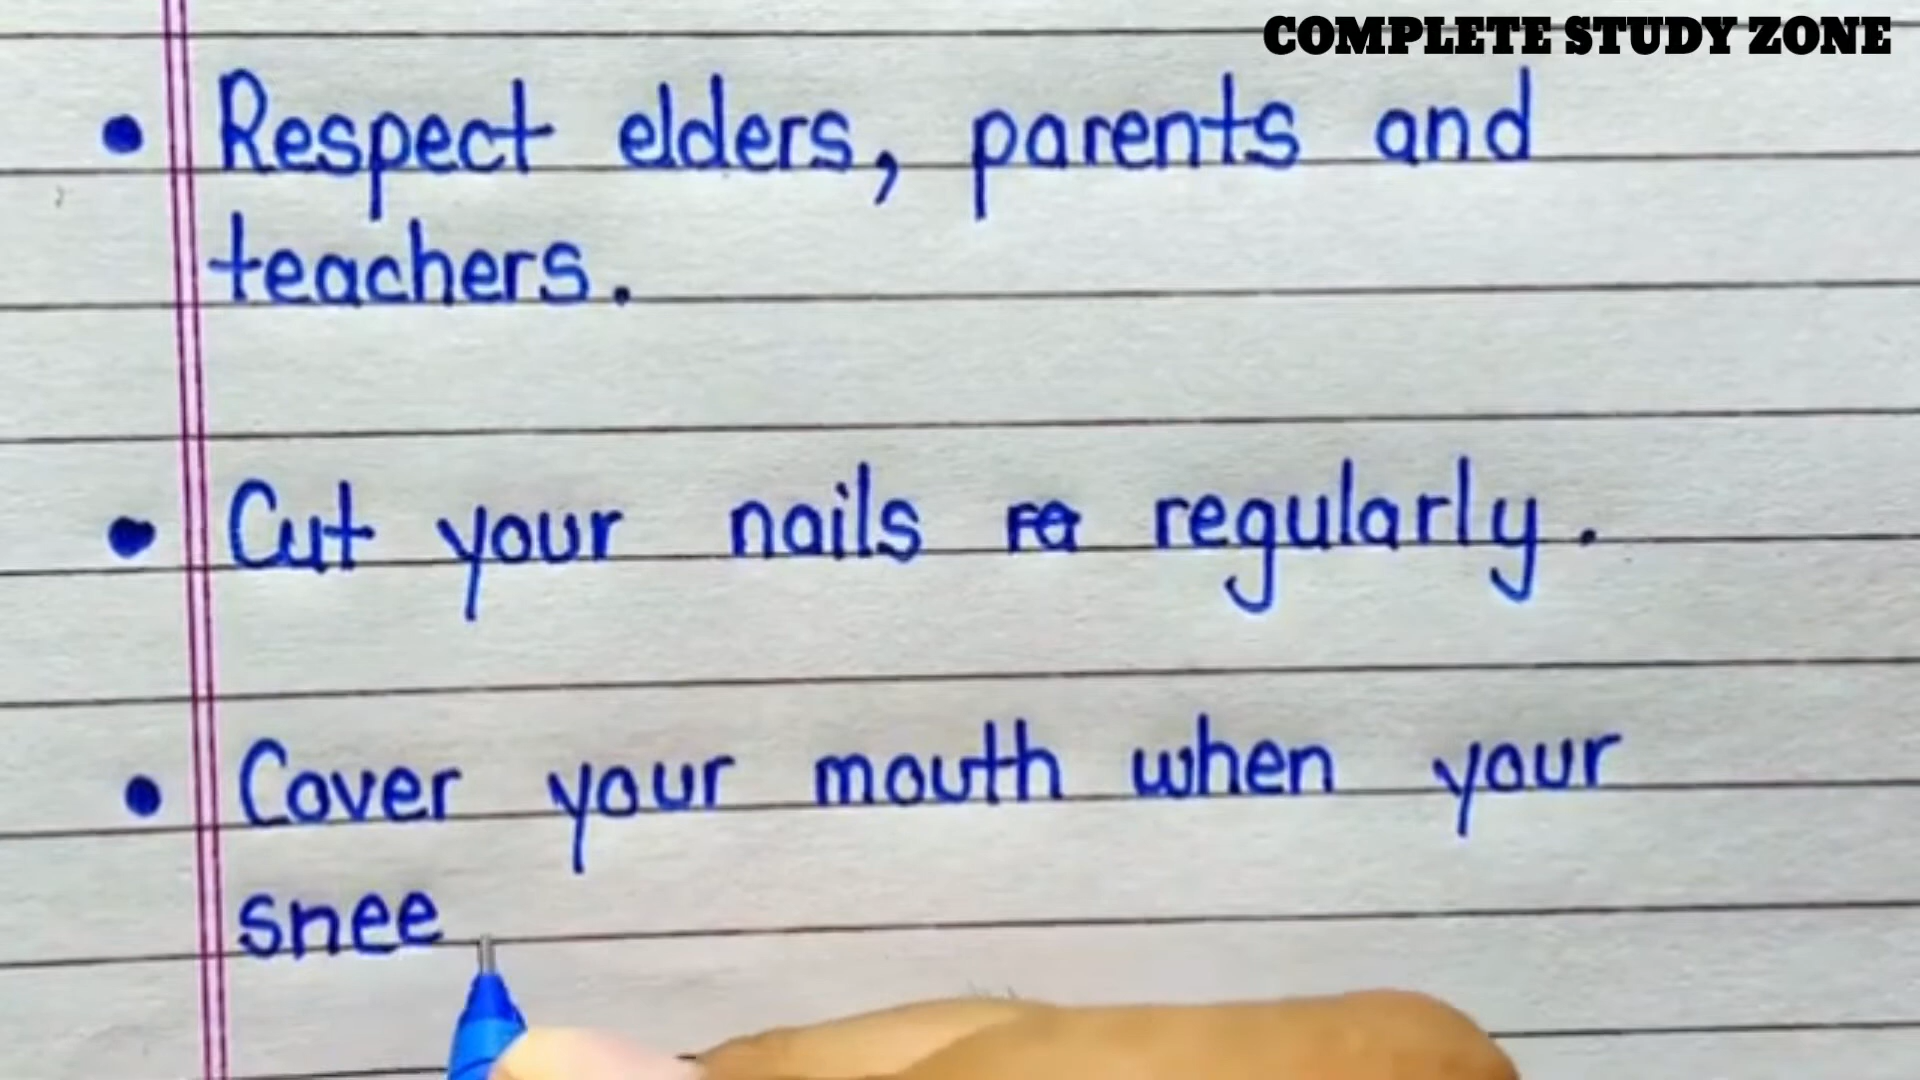 COMPLETE STUDY ZONE
• Respect elders, parents and
teachers.
• Cut your nails regularly.
• Cover your mouth when your
snee